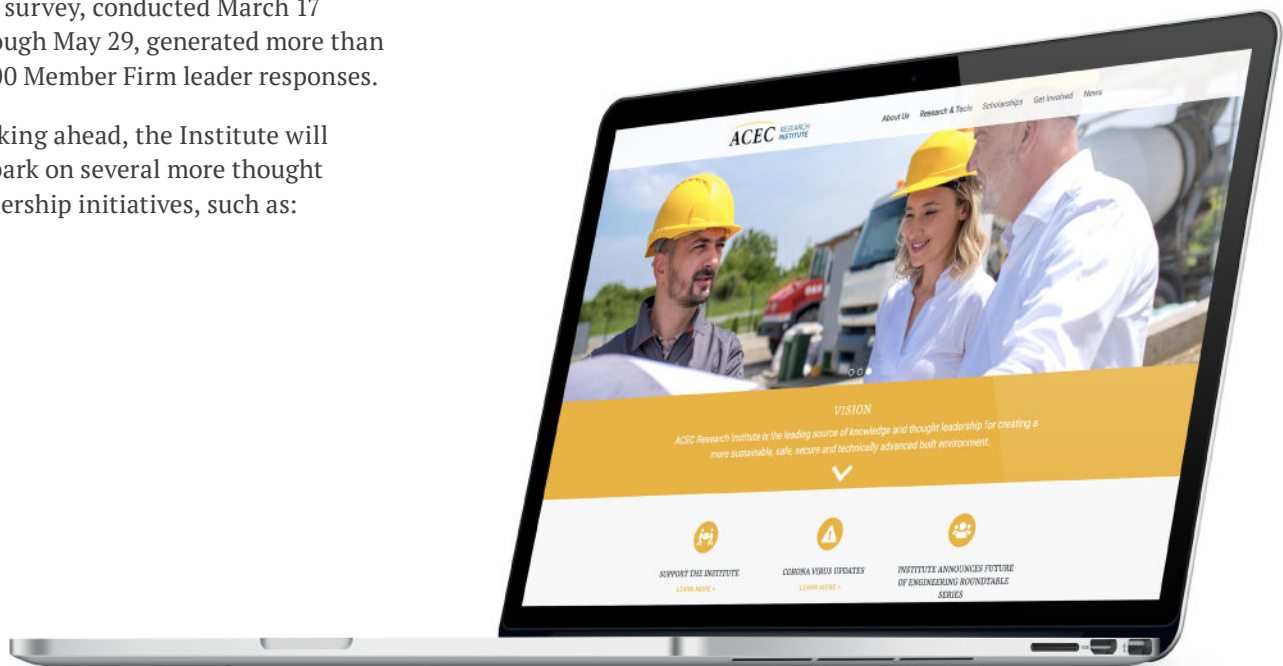 survey, conducted March 17
ough May 29, generated more than
00 Member Firm leader responses.
king ahead, the Institute will
ark on several more thought
ership initiatives, such as:
ACEC RESEARCH
INSTITUTE
About Us Research & Tools Scholarships Get Involved News
VISION
ACEC Research Institute is the leading source of knowledge and thought leadership for creating a
more sustainable, safe, secure and technically advanced built environment.
SUPPORT THE INSTITUTE
LEARN MORE »
CORONA VIRUS UPDATES
LEARN MORE »
INSTITUTE ANNOUNCES FUTURE
OF ENGINEERING ROUNDTABLE
SERIES